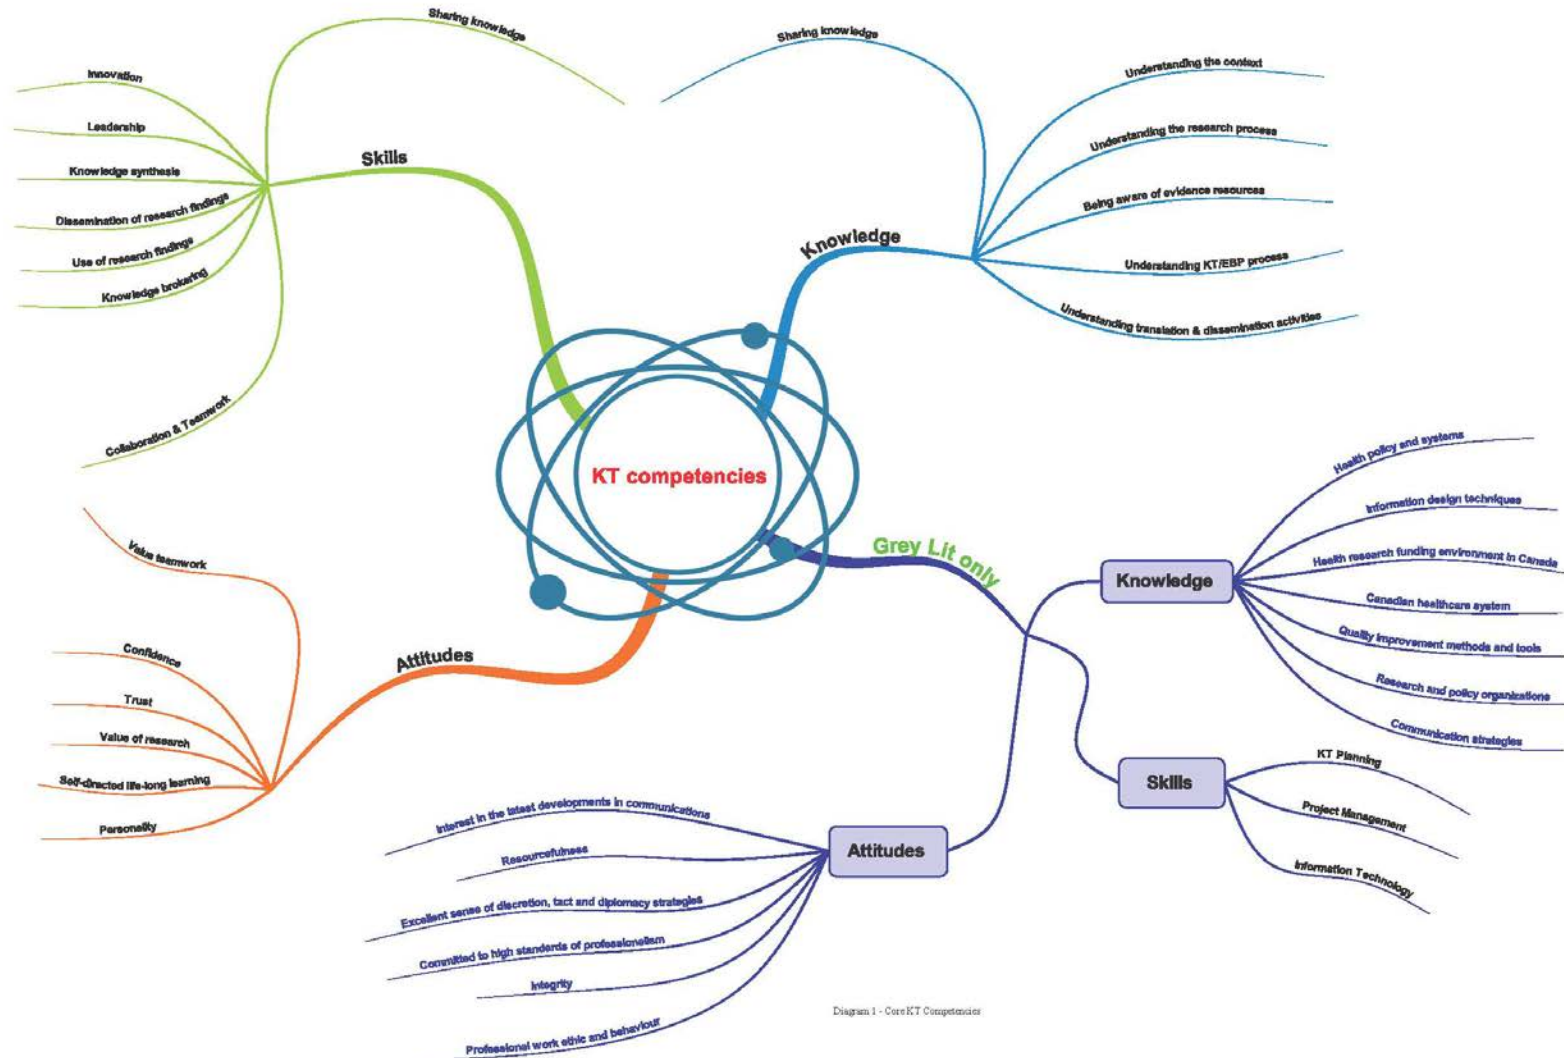 Sharing knowledge
Innovation
Leadership
Knowledge synthesis
Dissemination of research findings
Use of research findings
Knowledge brokering
Collaboration & Teamwork
Skills
Sharing knowledge
Understanding the context
Understanding the research process
Being aware of evidence resources
Understanding KT/EBP process
Understanding translation & dissemination activities
Knowledge
KT competencies
Value teamwork
Confidence
Trust
Value of research
Self-directed life-long learning
Personality
Attitudes
Grey Lit only
Knowledge
Health policy and systems
Information design techniques
Health research funding environment in Canada
Canadian healthcare system
Quality improvement methods and tools
Research and policy organizations
Communication strategies
Skills
KT Planning
Project Management
Information Technology
Attitudes
Interest in the latest developments in communications
Resourcefulness
Excellent sense of discretion, tact and diplomacy strategies
Committed to high standards of professionalism
Integrity
Professional work ethic and behaviour
Diagram 1 - Core KT Competencies